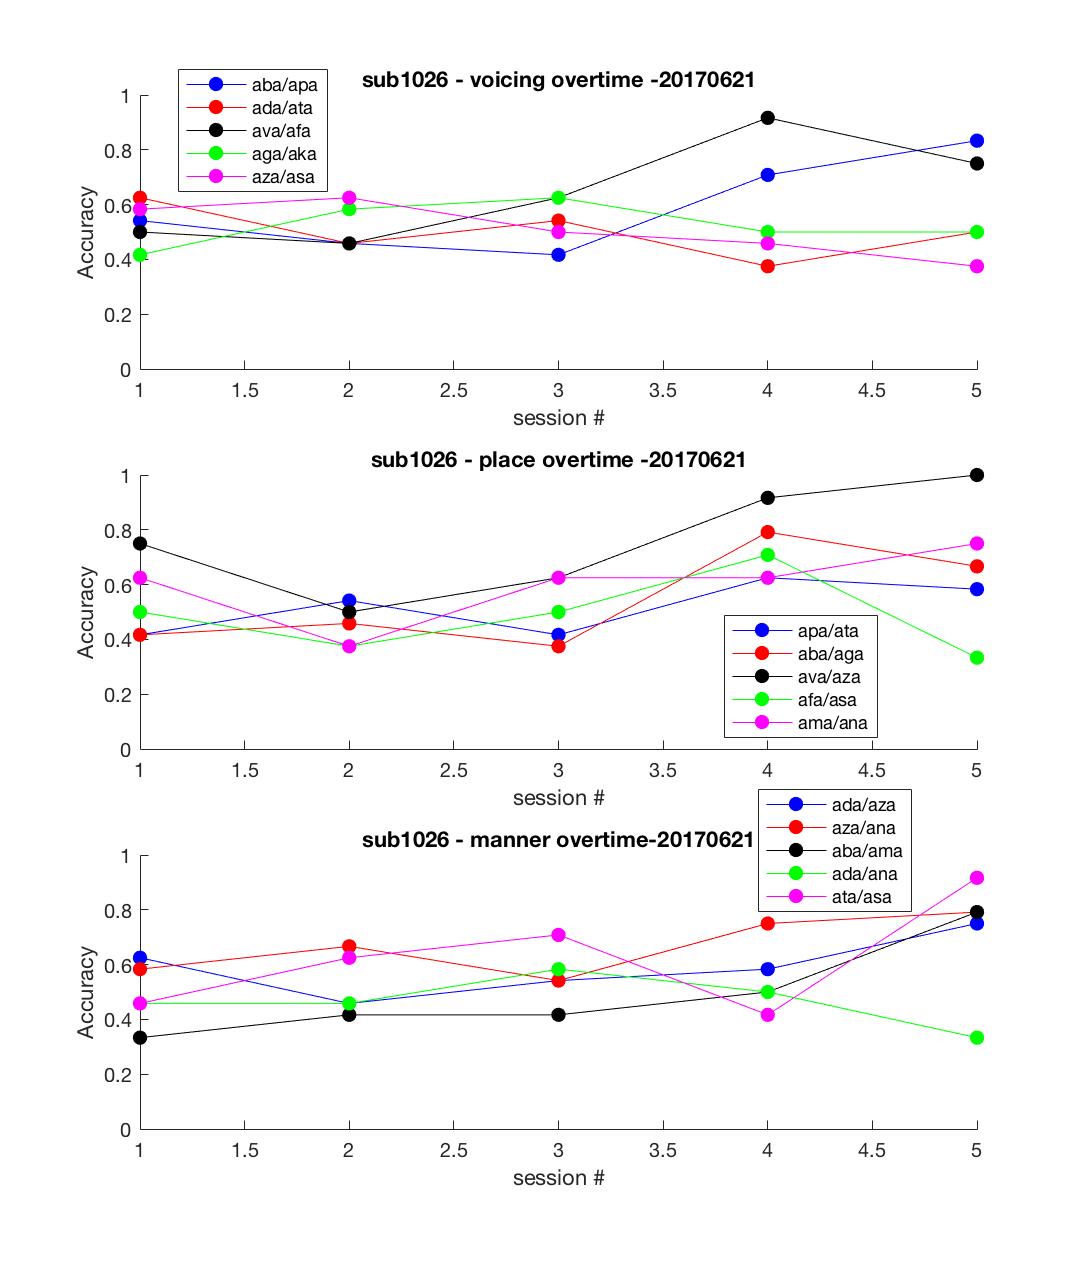 sub1026 - voicing overtime -20170621
aba/apa
ada/ata
ava/afa
aga/aka
aza/asa
1
0.8
0.6
0.4
0.2
0
Accuracy
1 1.5 2 2.5 3 3.5 4 4.5 5
session #
sub1026 - place overtime -20170621
1
0.8
0.6
0.4
0.2
0
Accuracy
apa/ata
aba/aga
ava/aza
afa/asa
ama/ana
1 1.5 2 2.5 3 3.5 4 4.5 5
session #
sub1026 - manner overtime-20170621
ada/aza
aza/ana
aba/ama
ada/ana
ata/asa
1
0.8
0.6
0.4
0.2
0
Accuracy
1 1.5 2 2.5 3 3.5 4 4.5 5
session #